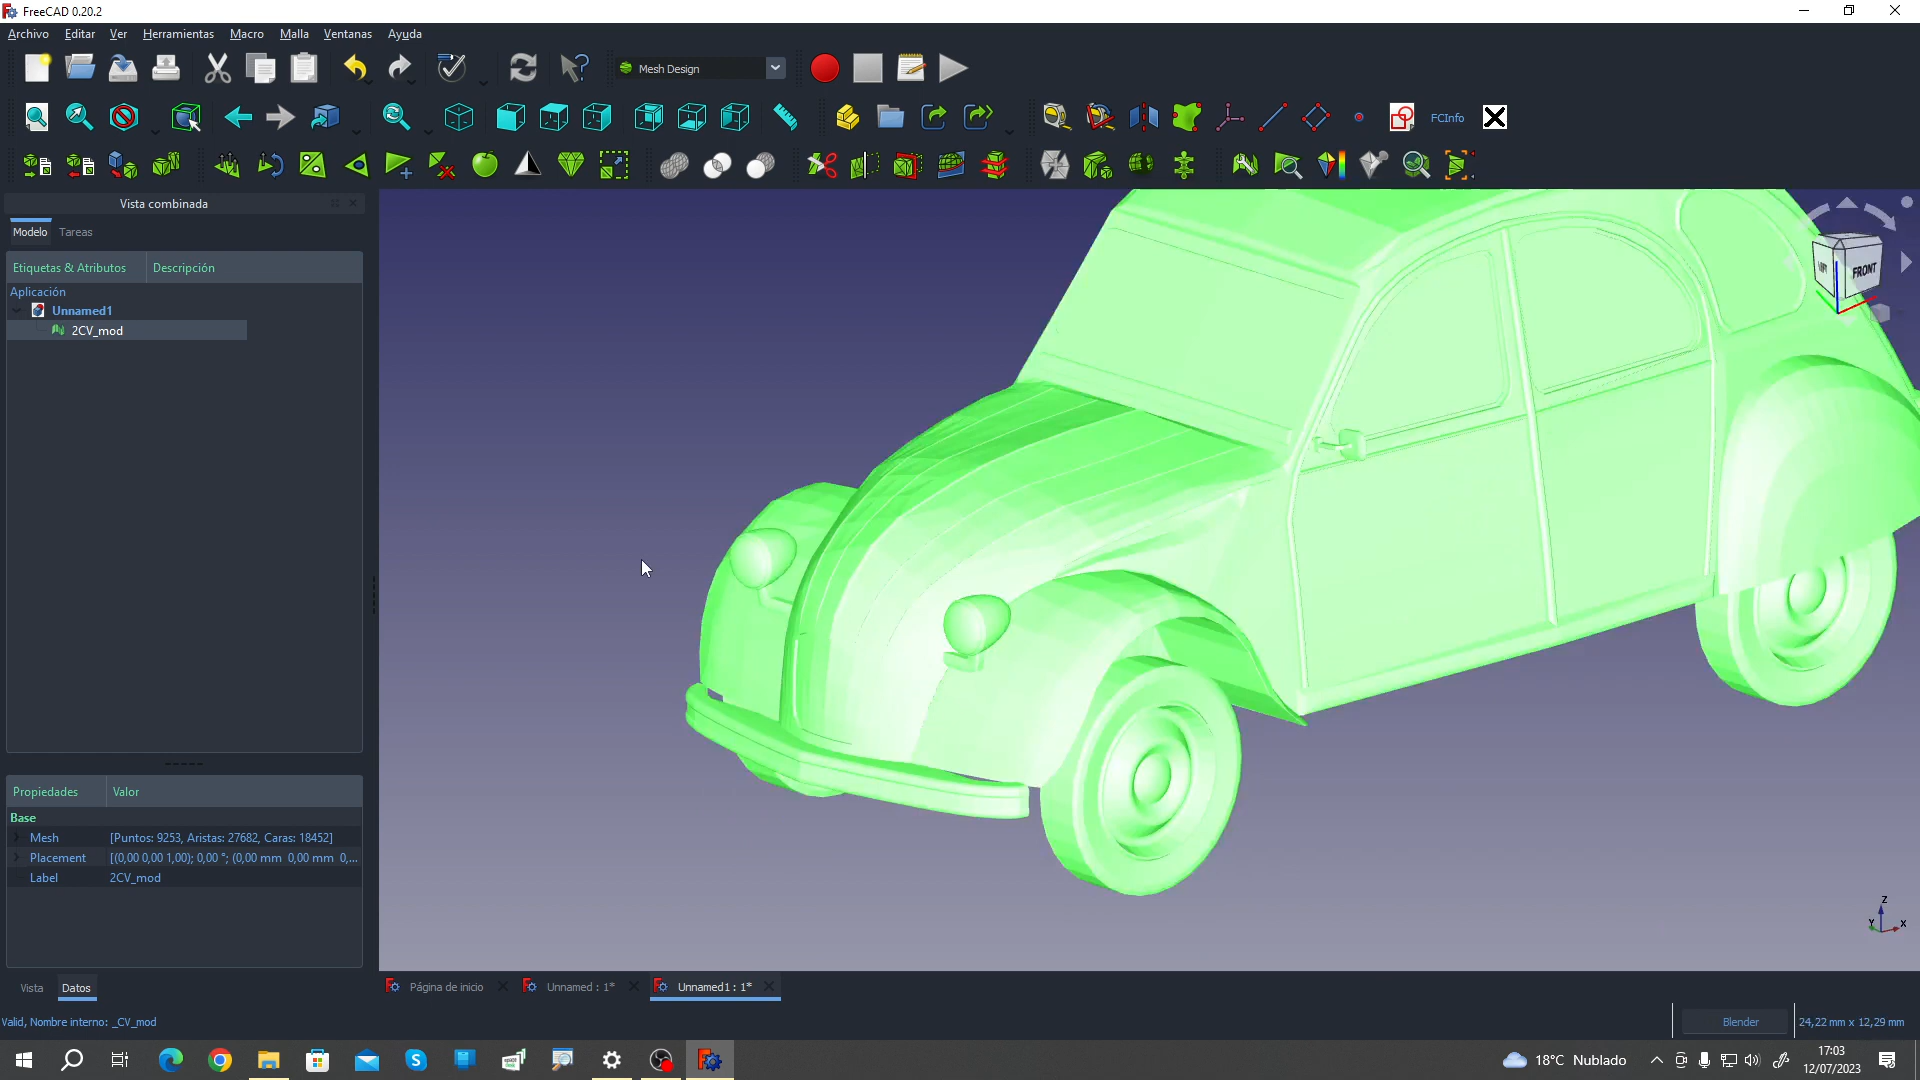 FreeCAD 0.20.2
Archivo Editar Ver Herramientas Macro Malla Ventanas Ayuda
Mesh Design
FCInfo
Vista combinada
Modelo Tareas
Etiquetas & Atributos Descripción
Aplicación
Unnamed1
2CV_mod
LEFT FRONT
Propiedades Valor
Base
Mesh [Puntos: 9253, Aristas: 27682, Caras: 18452]
Placement [(0,00 0,00 1,00); 0,00 °; (0,00 mm 0,00 mm 0,...
Label 2CV_mod
Z
Y X
Vista Datos
Página de inicio Unnamed : 1* Unnamed1 : 1*
Valid, Nombre interno: _CV_mod
Blender 24,22 mm x 12,29 mm
18°C Nublado
17:03
12/07/2023